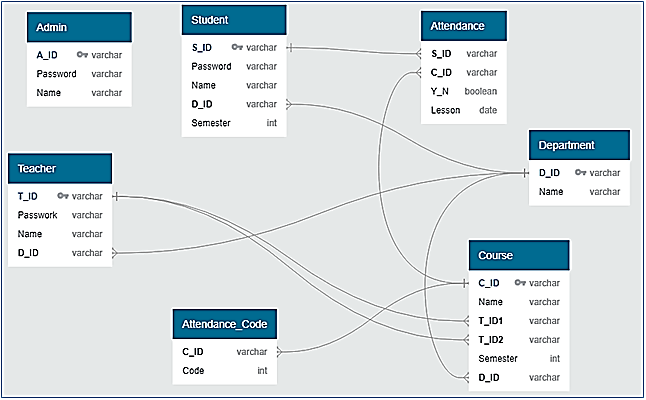 Admin
A_ID varchar
Password varchar
Name varchar
Student
S_ID varchar
Password varchar
Name varchar
D_ID varchar
Semester int
Attendance
S_ID varchar
C_ID varchar
Y_N boolean
Lesson date
Department
D_ID varchar
Name varchar
Teacher
T_ID varchar
Passwork varchar
Name varchar
D_ID varchar
Course
C_ID varchar
Name varchar
T_ID1 varchar
T_ID2 varchar
Semester int
D_ID varchar
Attendance_Code
C_ID varchar
Code int